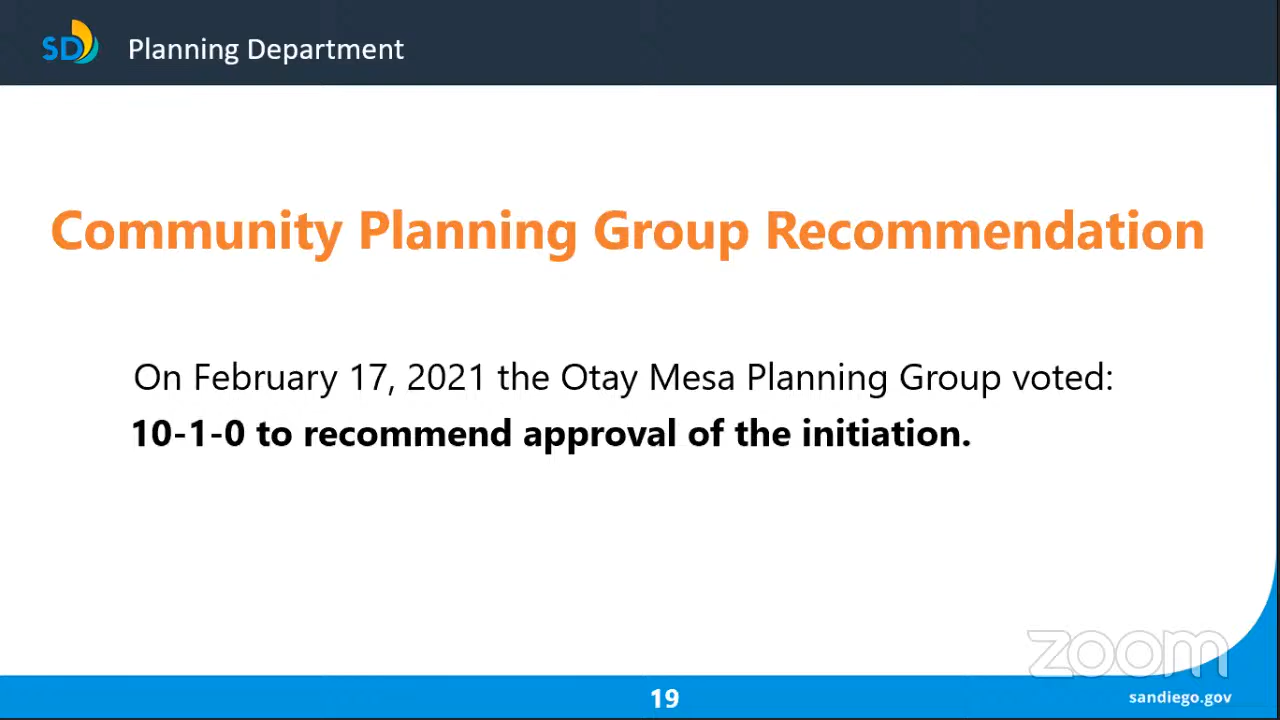 SD
Planning Department
Community Planning Group Recommendation
On February 17, 2021 the Otay Mesa Planning Group voted:
10-1-0 to recommend approval of the initiation.
zoom
19
sandiego.gov